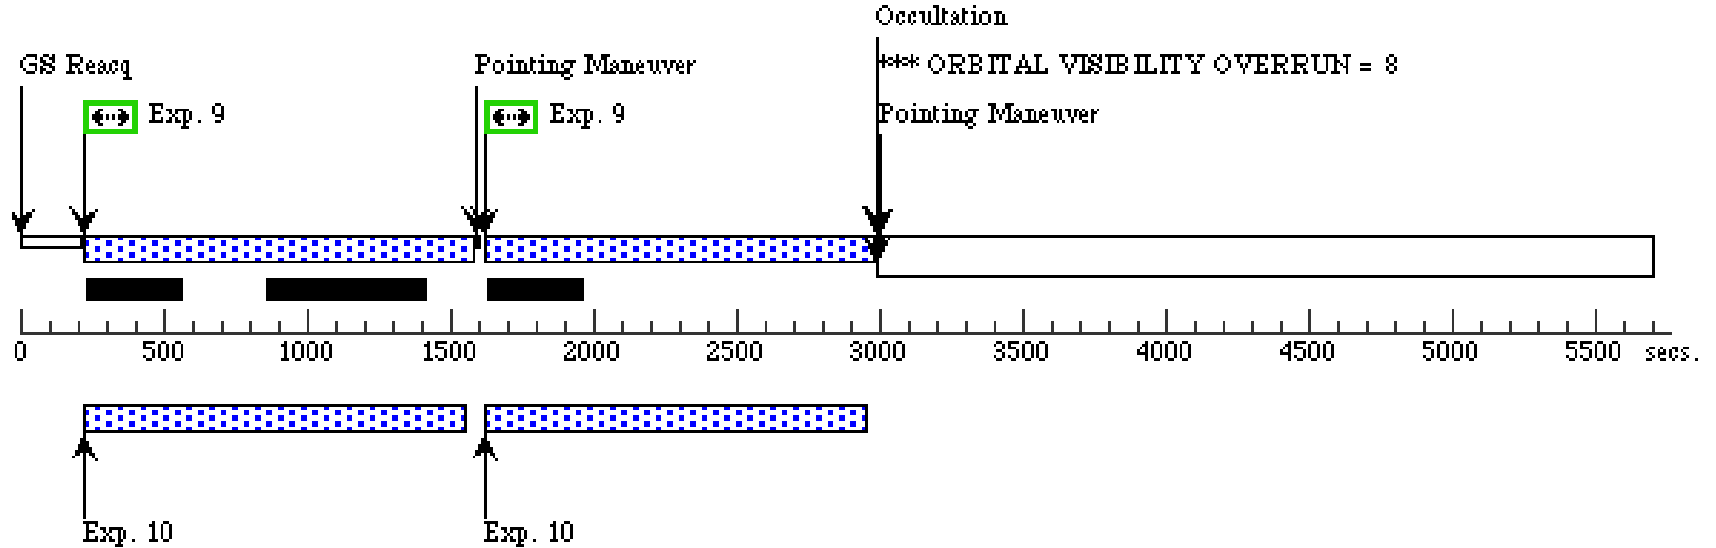 Occultation
GS Reacq Pointing Maneuver *** ORBITAL VISIBILITY OVERRUN = 8
Exp. 9 Exp. 9 Pointing Maneuver
0 500 1000 1500 2000 2500 3000 3500 4000 4500 5000 5500 secs.
Exp. 10 Exp. 10